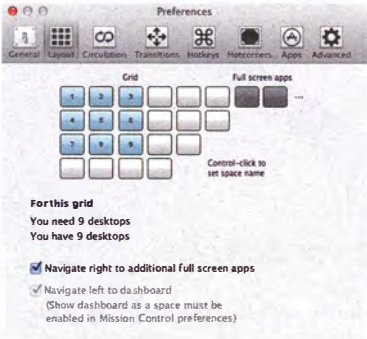 Preferences
General Layout Circulation Transitions Hotkeys Hotcorners Apps Advanced
Grid Full screen apps
1 2 3 ...
4 5 6
7 8 9
Control-click to
set space name
For this grid
You need 9 desktops
You have 9 desktops
Navigate right to additional full screen apps
Navigate left to dashboard
(Show dashboard as a space must be
enabled in Mission Control preferences)